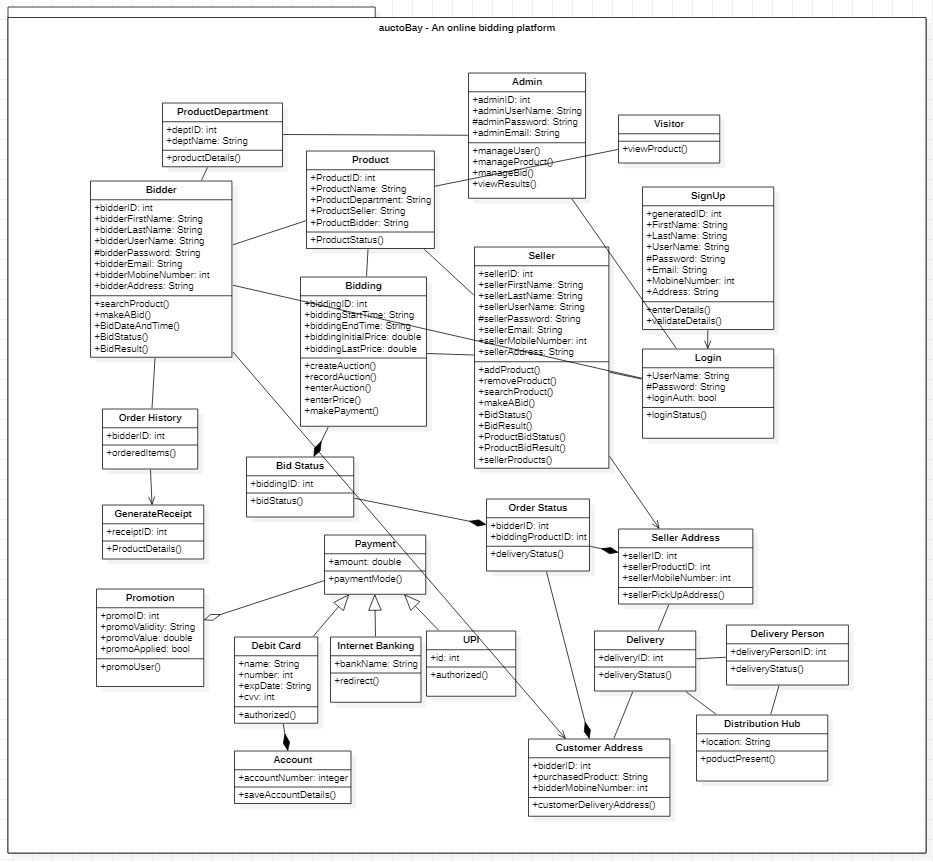 auctoBay - An online bidding platform
Admin
+adminID: int
+adminUserName: String
#adminPassword: String
+adminEmail: String
+manageUser()
+manageProduct()
+manageBid()
+viewResults()
ProductDepartment
+deptID: int
+deptName: String
+productDetails()
Visitor
+viewProduct()
Product
+ProductID: int
+ProductName: String
+ProductDepartment: String
+ProductSeller: String
+ProductBidder: String
+ProductStatus()
Bidder
+bidderID: int
+bidderFirstName: String
+bidderLastName: String
+bidderUserName: String
#bidderPassword: String
+bidderEmail: String
+bidderMobineNumber: int
+bidderAddress: String
+searchProduct()
+makeABid()
+BidDateAndTime()
+BidStatus()
+BidResult()
SignUp
+generatedID: int
+FirstName: String
+LastName: String
+UserName: String
#Password: String
+Email: String
+MobineNumber: int
+Address: String
+enterDetails()
+validateDetails()
Seller
+sellerID: int
+sellerFirstName: String
+sellerLastName: String
+sellerUserName: String
#sellerPassword: String
+sellerEmail: String
+sellerMobileNumber: int
+sellerAddress: String
+addProduct()
+removeProduct()
+searchProduct()
+makeABid()
+BidStatus()
+BidResult()
+ProductBidStatus()
+ProductBidResult()
+sellerProducts()
Bidding
+biddingID: int
+biddingStartTime: String
+biddingEndTime: String
+biddingInitialPrice: double
+biddingLastPrice: double
+createAuction()
+recordAuction()
+enterAuction()
+enterPrice()
+makePayment()
Login
+UserName: String
#Password: String
+loginAuth: bool
+loginStatus()
Order History
+bidderID: int
+orderedItems()
Bid Status
+biddingID: int
+bidStatus()
GenerateReceipt
+receiptID: int
+ProductDetails()
Order Status
+bidderID: int
+biddingProductID: int
+deliveryStatus()
Seller Address
+sellerID: int
+sellerProductID: int
+sellerMobileNumber: int
+sellerPickUpAddress()
Payment
+amount: double
+paymentMode()
Promotion
+promoID: int
+promoValidity: String
+promoValue: double
+promoApplied: bool
+promoUser()
Debit Card
+name: String
+number: int
+expDate: String
+cvv: int
+authorized()
Internet Banking
+bankName: String
+redirect()
UPI
+id: int
+authorized()
Delivery
+deliveryID: int
+deliveryStatus()
Delivery Person
+deliveryPersonID: int
+deliveryStatus()
Distribution Hub
+location: String
+poductPresent()
Account
+accountNumber: integer
+saveAccountDetails()
Customer Address
+bidderID: int
+purchasedProduct: String
+bidderMobineNumber: int
+customerDeliveryAddress()